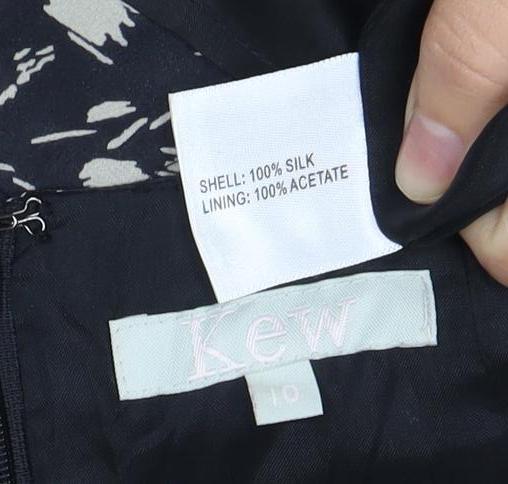 SHELL: 100% SILK
LINING: 100% ACETATE
Kew
10